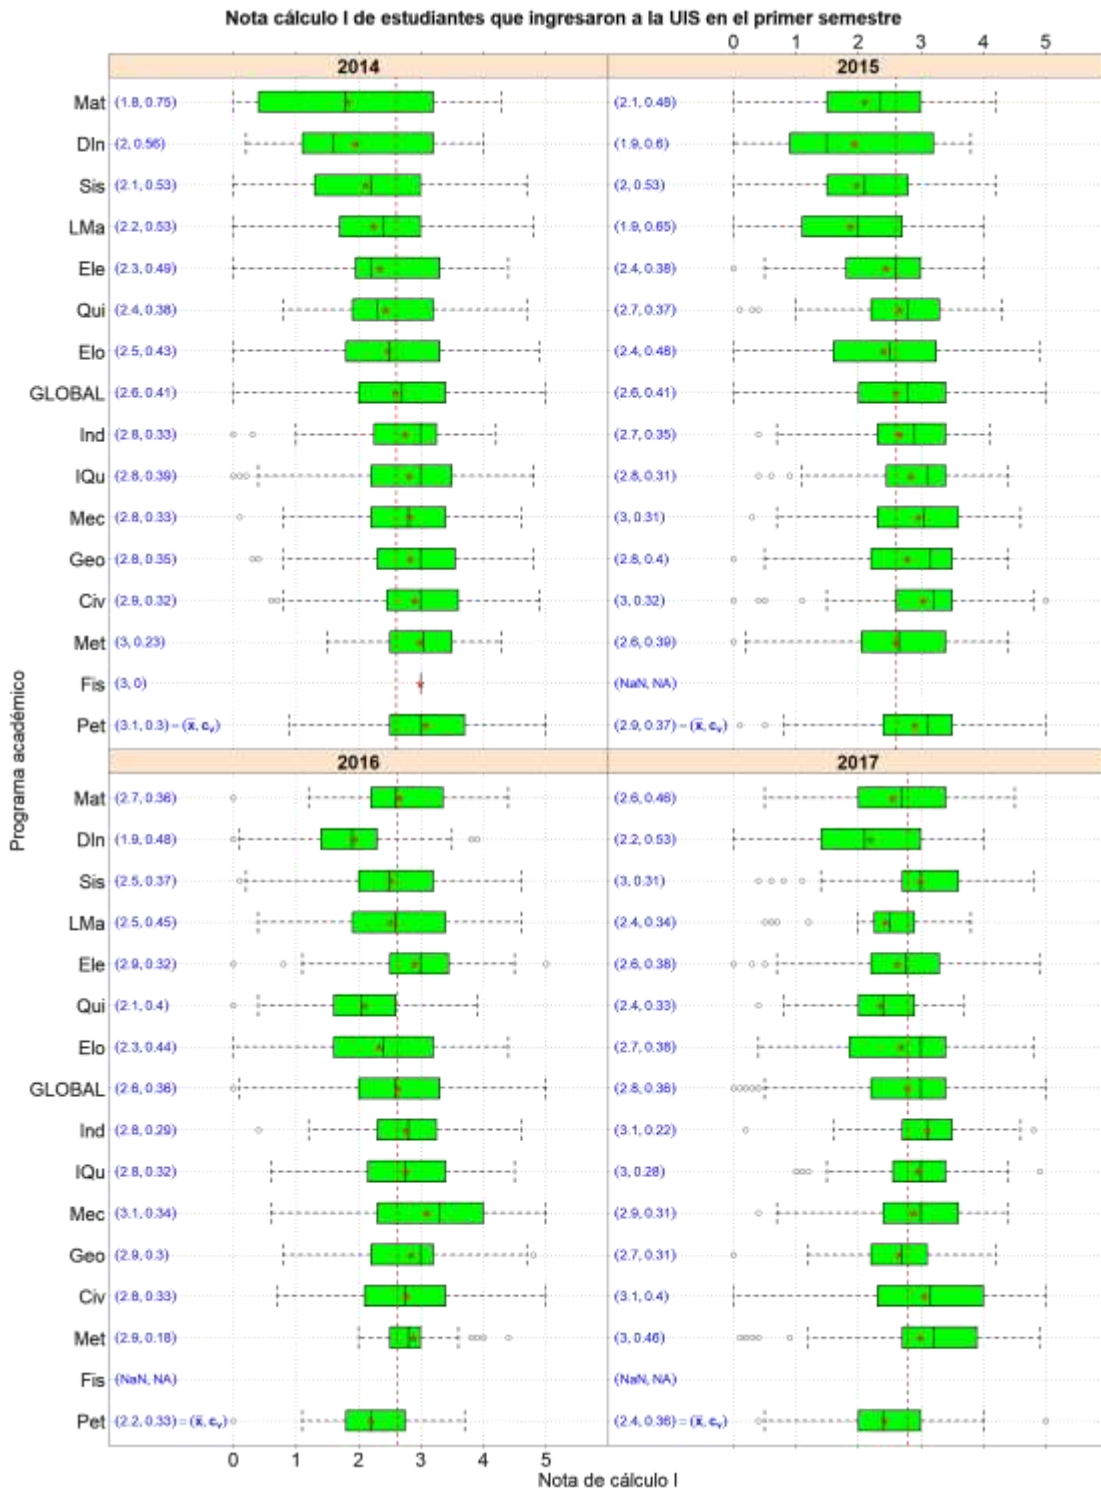 Nota cálculo I de estudiantes que ingresaron a la UIS en el primer semestre
0 1 2 3 4 5
2014 2015
Mat (1.8, 0.75) (2.1, 0.48)
DIn (2, 0.56) (1.9, 0.6)
Sis (2.1, 0.53) (2, 0.53)
LMa (2.2, 0.53) (1.9, 0.65)
Ele (2.3, 0.49) (2.4, 0.38)
Qui (2.4, 0.38) (2.7, 0.37)
Elo (2.5, 0.43) (2.4, 0.48)
GLOBAL (2.6, 0.41) (2.6, 0.41)
Ind (2.8, 0.33) (2.7, 0.35)
IQu (2.8, 0.39) (2.8, 0.31)
Mec (2.8, 0.33) (3, 0.31)
Geo (2.8, 0.35) (2.8, 0.4)
Civ (2.9, 0.32) (3, 0.32)
Met (3, 0.23) (2.6, 0.39)
Fis (3, 0) (NaN, NA)
Pet (3.1, 0.3) = (x̄, cᵥ) (2.9, 0.37) = (x̄, cᵥ)
Programa académico
2016 2017
Mat (2.7, 0.36) (2.6, 0.46)
DIn (1.9, 0.48) (2.2, 0.53)
Sis (2.5, 0.37) (3, 0.31)
LMa (2.5, 0.45) (2.4, 0.34)
Ele (2.9, 0.32) (2.6, 0.38)
Qui (2.1, 0.4) (2.4, 0.33)
Elo (2.3, 0.44) (2.7, 0.38)
GLOBAL (2.6, 0.36) (2.8, 0.36)
Ind (2.8, 0.29) (3.1, 0.22)
IQu (2.8, 0.32) (3, 0.28)
Mec (3.1, 0.34) (2.9, 0.31)
Geo (2.9, 0.3) (2.7, 0.31)
Civ (2.8, 0.33) (3.1, 0.4)
Met (2.9, 0.18) (3, 0.46)
Fis (NaN, NA) (NaN, NA)
Pet (2.2, 0.33) = (x̄, cᵥ) (2.4, 0.36) = (x̄, cᵥ)
0 1 2 3 4 5
Nota de cálculo I